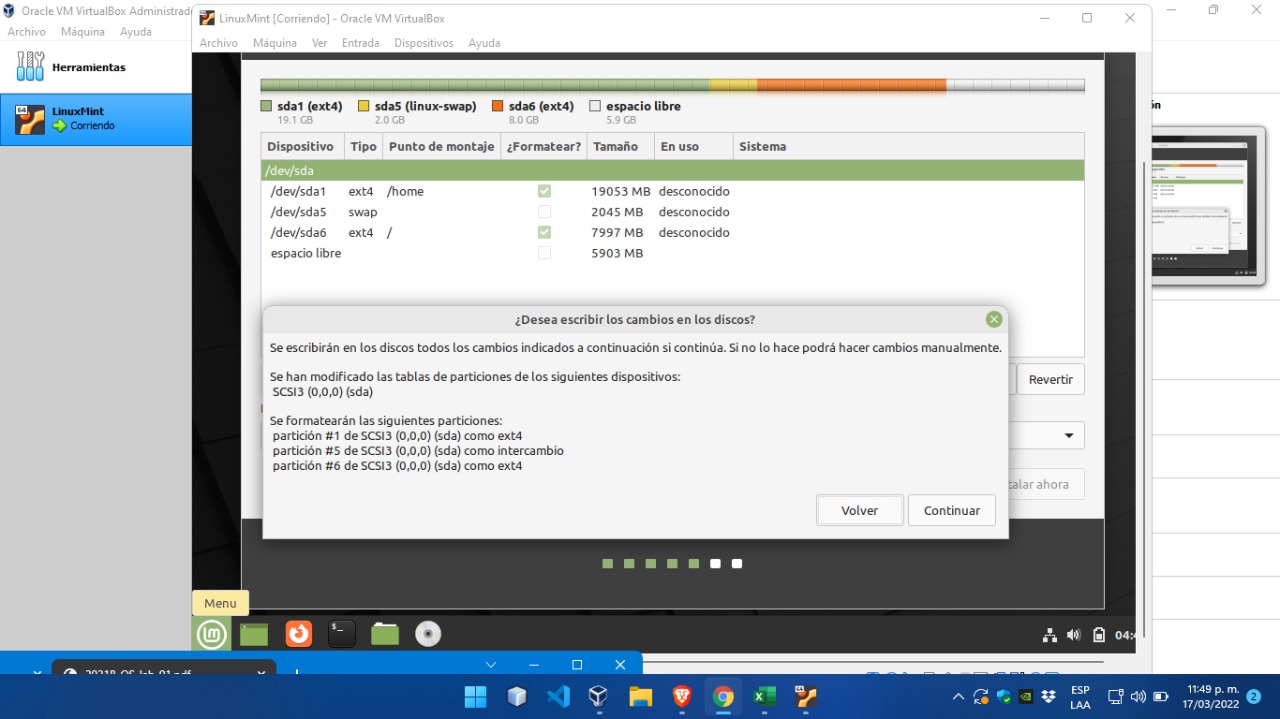 Oracle VM VirtualBox Administrado
Archivo Máquina Ayuda
Herramientas
LinuxMint
Corriendo
LinuxMint [Corriendo] - Oracle VM VirtualBox
Archivo Máquina Ver Entrada Dispositivos Ayuda
sda1 (ext4) sda5 (linux-swap) sda6 (ext4) espacio libre
19.1 GB 2.0 GB 8.0 GB 5.9 GB
Dispositivo Tipo Punto de montaje ¿Formatear? Tamaño En uso Sistema
/dev/sda
/dev/sda1 ext4 /home 19053 MB desconocido
/dev/sda5 swap 2045 MB desconocido
/dev/sda6 ext4 / 7997 MB desconocido
espacio libre 5903 MB
¿Desea escribir los cambios en los discos?
Se escribirán en los discos todos los cambios indicados a continuación si continúa. Si no lo hace podrá hacer cambios manualmente.
Se han modificado las tablas de particiones de los siguientes dispositivos:
SCSI3 (0,0,0) (sda)
Se formatearán las siguientes particiones:
partición #1 de SCSI3 (0,0,0) (sda) como ext4
partición #5 de SCSI3 (0,0,0) (sda) como intercambio
partición #6 de SCSI3 (0,0,0) (sda) como ext4
Volver Continuar
Revertir
talar ahora
Menu
04:4
2021B-OS-lab-01.pdf
ESP
LAA
11:49 p. m.
17/03/2022
2